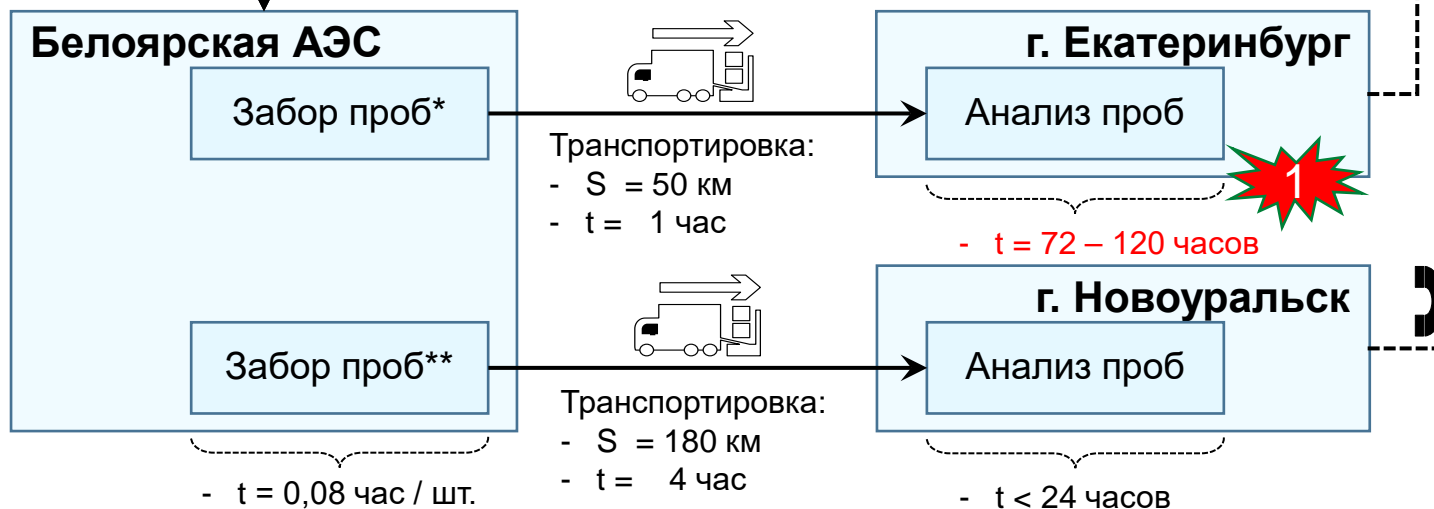 Белоярская АЭС
Забор проб*
Транспортировка:
- S = 50 км
- t = 1 час
г. Екатеринбург
Анализ проб
1
- t = 72 – 120 часов
Забор проб**
- t = 0,08 час / шт.
Транспортировка:
- S = 180 км
- t = 4 час
г. Новоуральск
Анализ проб
- t < 24 часов